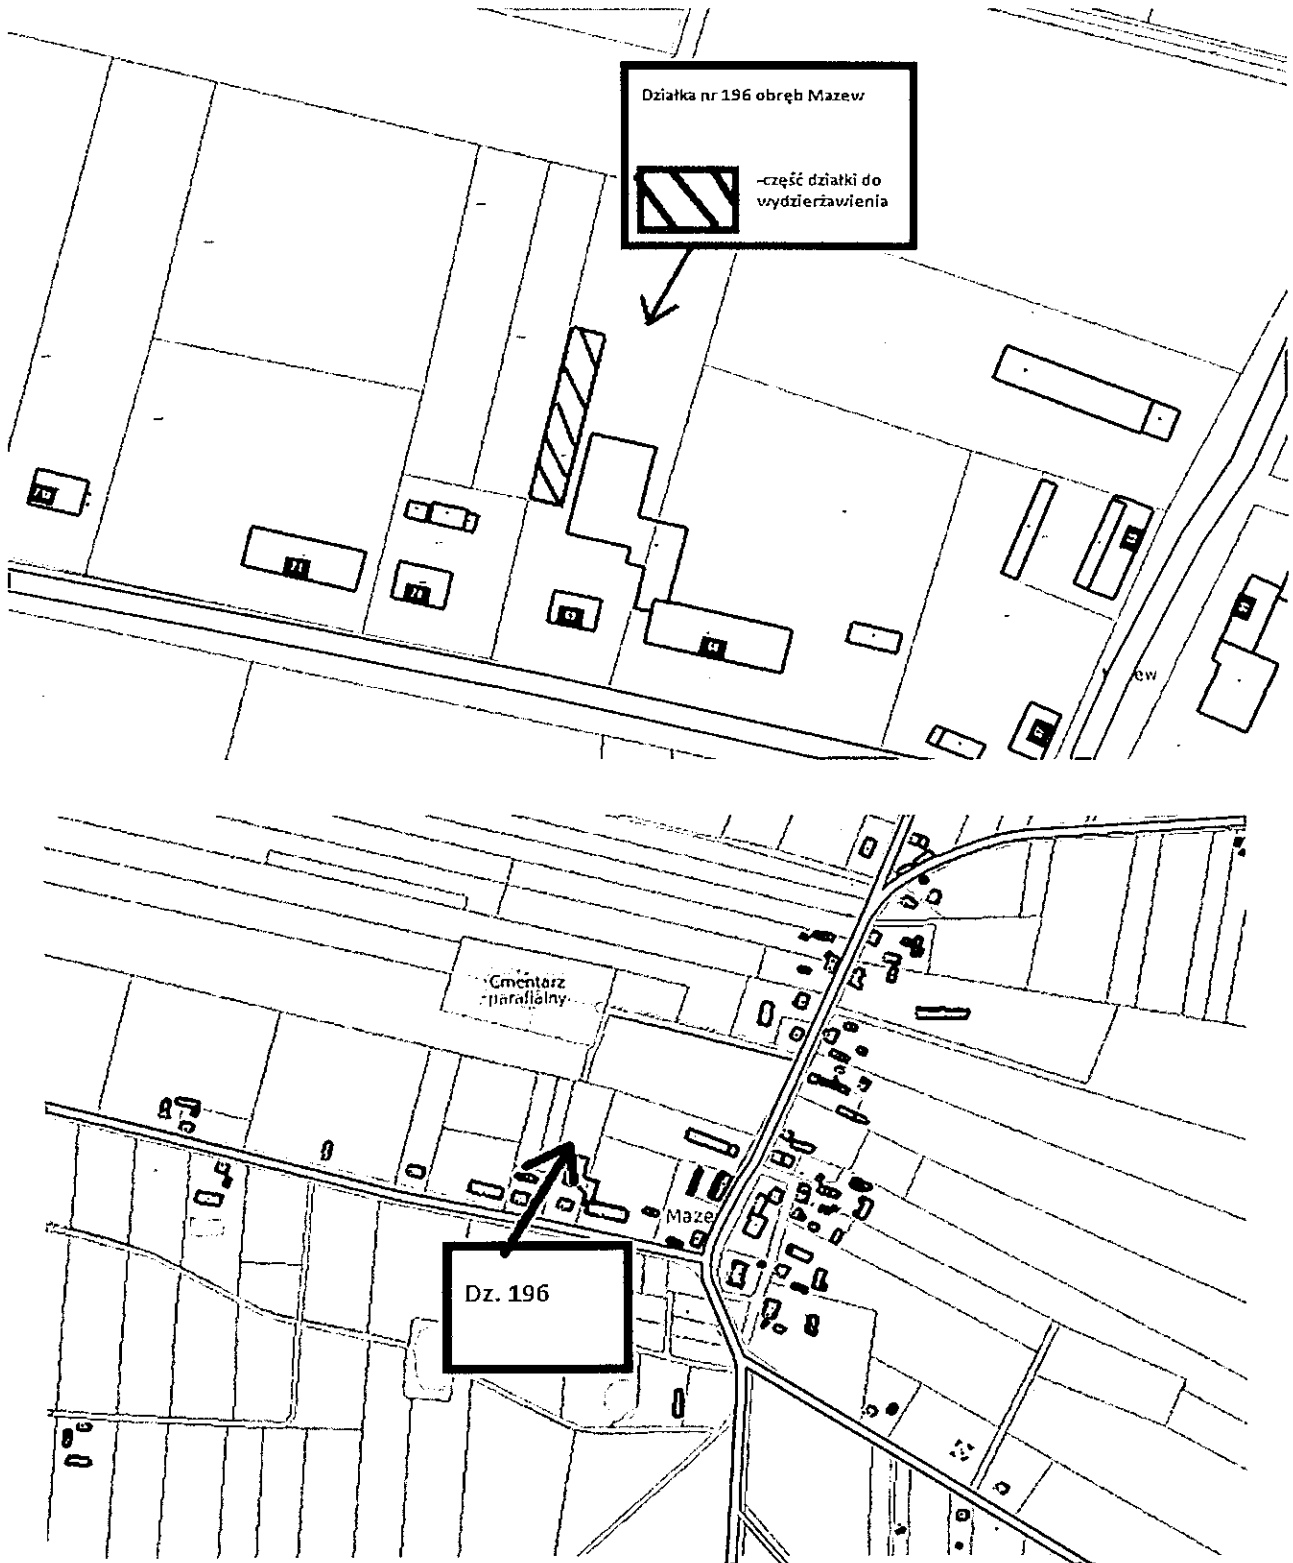 Działka nr 196 obręb Mazew
-część działki do
wydzierżawienia
Cmentarz
parafialny
Maze
Dz. 196